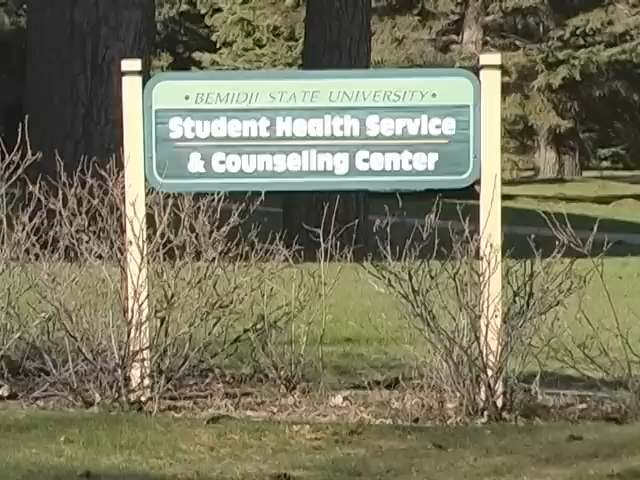 • BEMIDJI STATE UNIVERSITY •
Student Health Service
& Counseling Center